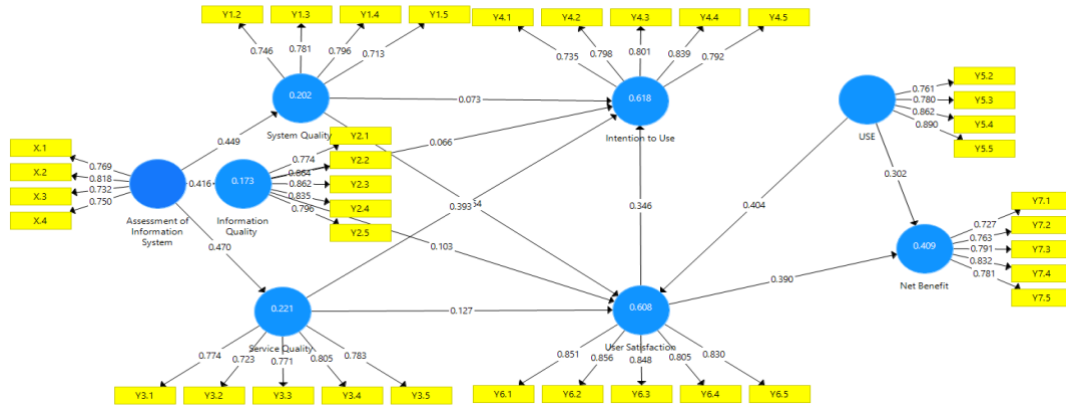 Y1.2
Y1.3
Y1.4
Y1.5
Y4.1
Y4.2
Y4.3
Y4.4
Y4.5
0.746
0.781
0.796
0.713
0.735
0.798
0.801
0.839
0.792
0.202
System Quality
0.073
0.618
Intention to Use
USE
0.761
0.780
0.862
0.890
Y5.2
Y5.3
Y5.4
Y5.5
X.1
X.2
X.3
X.4
0.769
0.818
0.732
0.750
Assessment of
Information
System
0.449
0.416
0.470
0.173
Information
Quality
0.774
0.864
0.862
0.835
0.796
Y2.1
Y2.2
Y2.3
Y2.4
Y2.5
0.066
0.393
0.103
0.346
0.404
0.302
0.409
Net Benefit
0.727
0.763
0.791
0.832
0.781
Y7.1
Y7.2
Y7.3
Y7.4
Y7.5
0.390
0.221
Service Quality
0.127
0.608
User Satisfaction
0.774
0.723
0.771
0.805
0.783
Y3.1
Y3.2
Y3.3
Y3.4
Y3.5
0.851
0.856
0.848
0.805
0.830
Y6.1
Y6.2
Y6.3
Y6.4
Y6.5